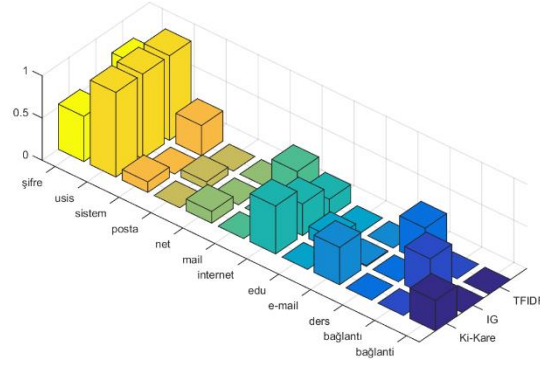 1
0.5
0
şifre
usis
sistem
posta
net
mail
internet
edu
e-mail
ders
bağlantı
bağlanti
Ki-Kare
IG
TFIDF